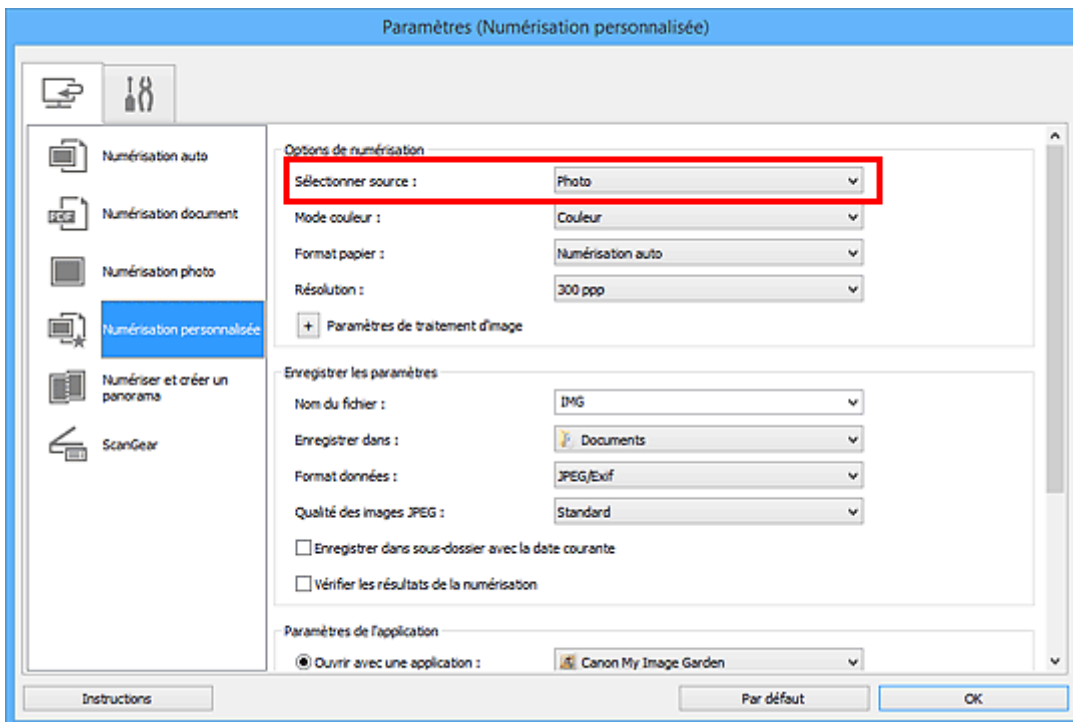 Paramètres (Numérisation personnalisée)
Numérisation auto
Numérisation document
Numérisation photo
Numérisation personnalisée
Numériser et créer un
panorama
ScanGear
Options de numérisation
Sélectionner source : Photo
Mode couleur : Couleur
Format papier : Numérisation auto
Résolution : 300 ppp
+ Paramètres de traitement d'image
Enregistrer les paramètres
Nom du fichier : IMG
Enregistrer dans : Documents
Format données : JPEG/Exif
Qualité des images JPEG : Standard
Enregistrer dans sous-dossier avec la date courante
Vérifier les résultats de la numérisation
Paramètres de l'application
Ouvrir avec une application : Canon My Image Garden
Instructions Par défaut OK